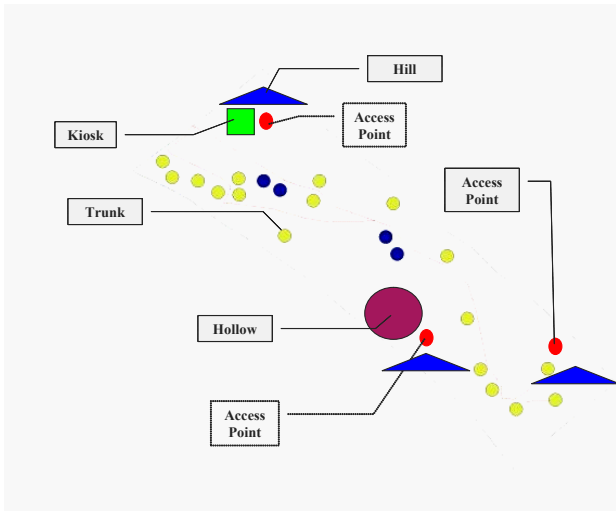 Hill
Access
Point
Kiosk
Access
Point
Trunk
Hollow
Access
Point